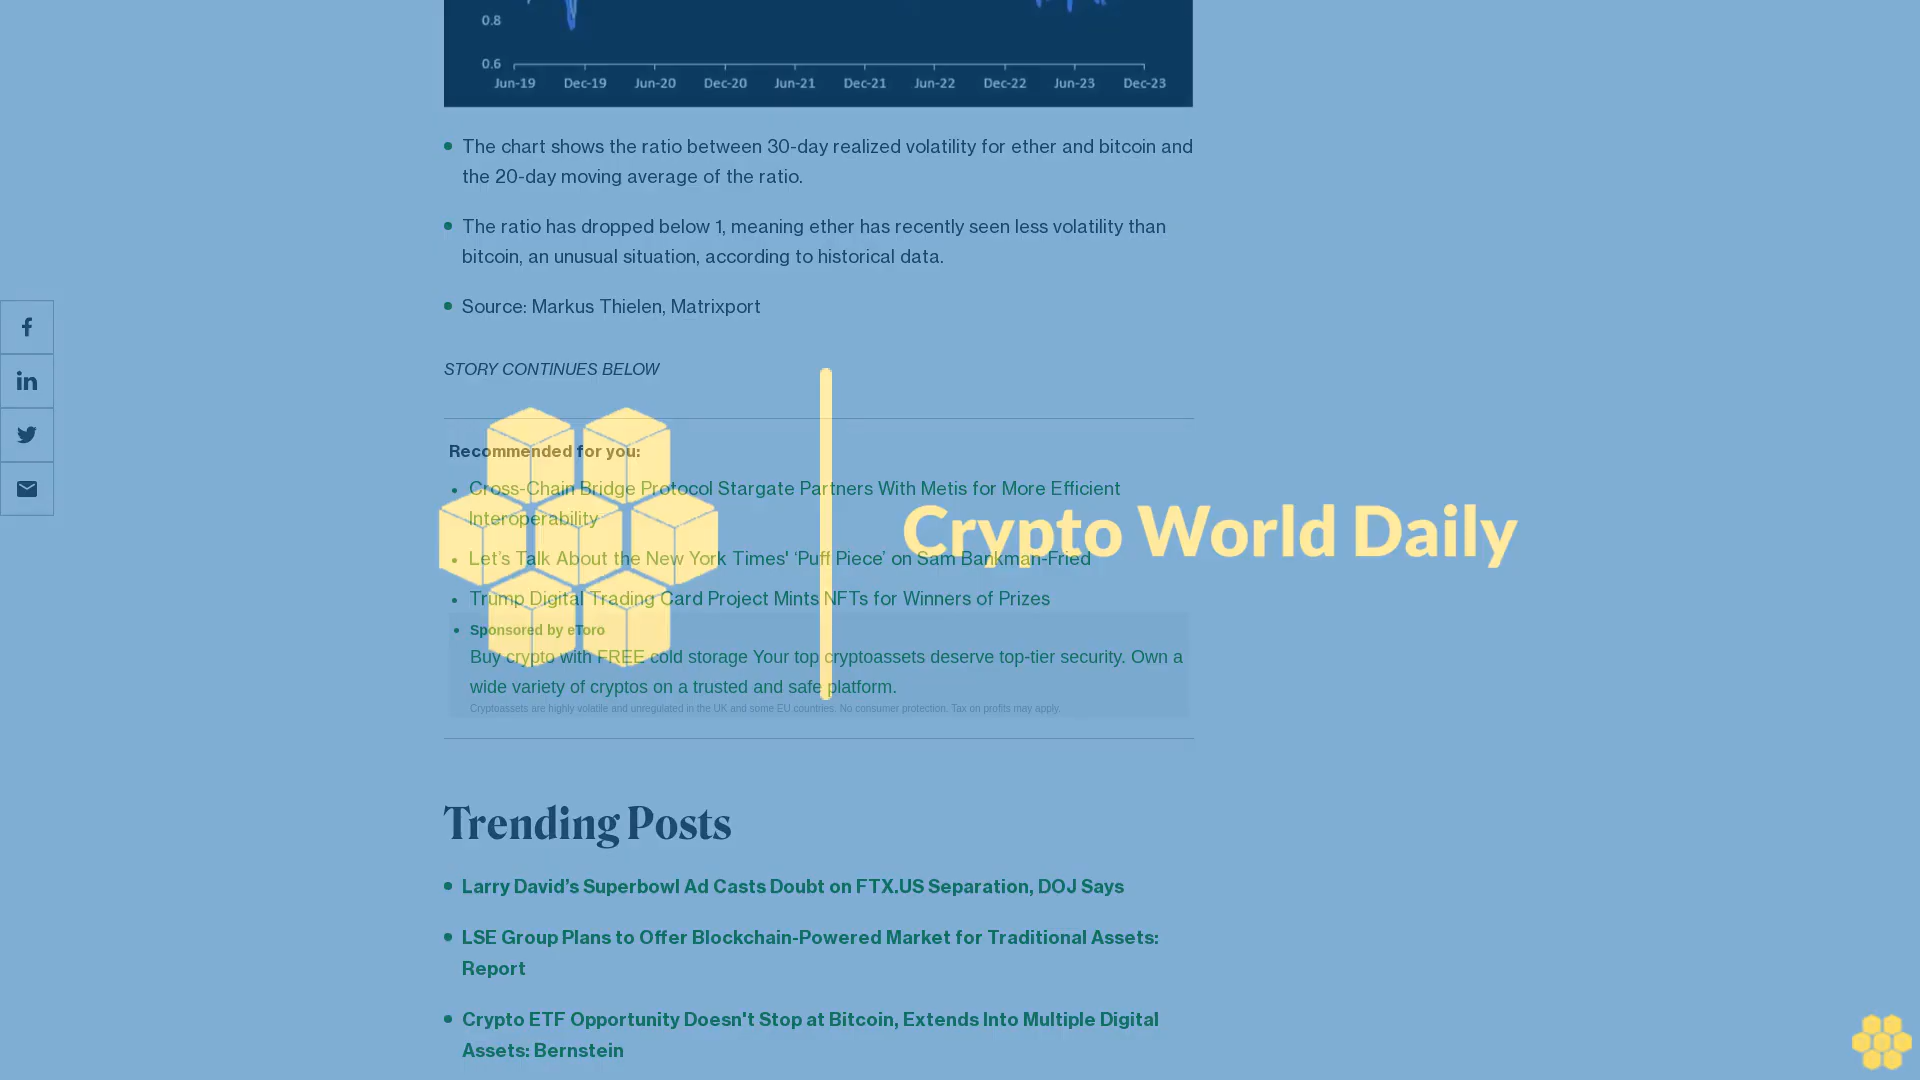 0.8
0.6
Jun-19 Dec-19 Jun-20 Dec-20 Jun-21 Dec-21 Jun-22 Dec-22 Jun-23 Dec-23
The chart shows the ratio between 30-day realized volatility for ether and bitcoin and
the 20-day moving average of the ratio.
The ratio has dropped below 1, meaning ether has recently seen less volatility than
bitcoin, an unusual situation, according to historical data.
Source: Markus Thielen, Matrixport
STORY CONTINUES BELOW
Recommended for you:
Cross-Chain Bridge Protocol Stargate Partners With Metis for More Efficient
Interoperability
Let’s Talk About the New York Times' ‘Puff Piece’ on Sam Bankman-Fried
Trump Digital Trading Card Project Mints NFTs for Winners of Prizes
Sponsored by eToro
Buy crypto with FREE cold storage Your top cryptoassets deserve top-tier security. Own a
wide variety of cryptos on a trusted and safe platform.
Cryptoassets are highly volatile and unregulated in the UK and some EU countries. No consumer protection. Tax on profits may apply.
Crypto World Daily
Trending Posts
Larry David’s Superbowl Ad Casts Doubt on FTX.US Separation, DOJ Says
LSE Group Plans to Offer Blockchain-Powered Market for Traditional Assets:
Report
Crypto ETF Opportunity Doesn't Stop at Bitcoin, Extends Into Multiple Digital
Assets: Bernstein